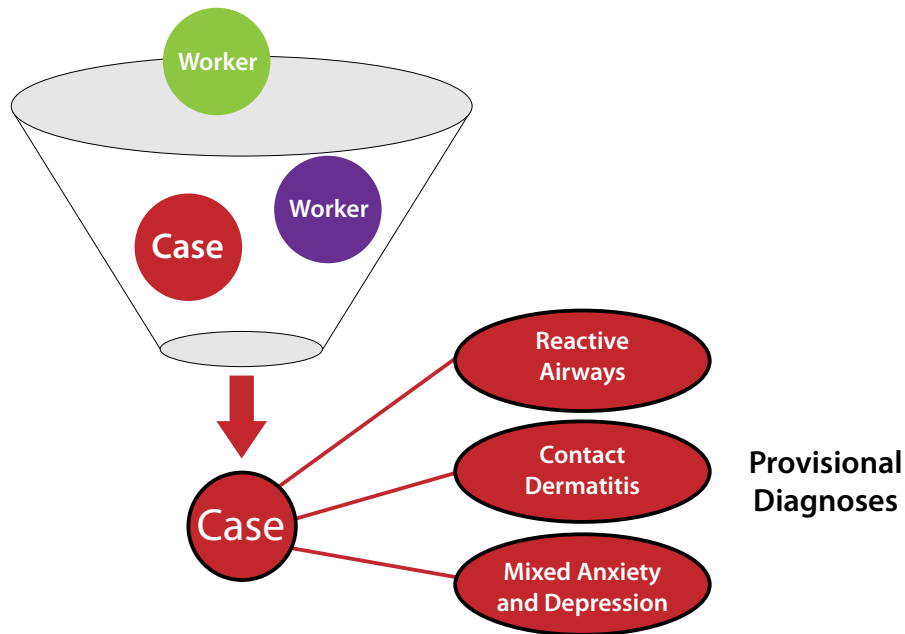 Worker
Worker
Case
Reactive
Airways
Contact
Dermatitis
Provisional
Diagnoses
Case
Mixed Anxiety
and Depression